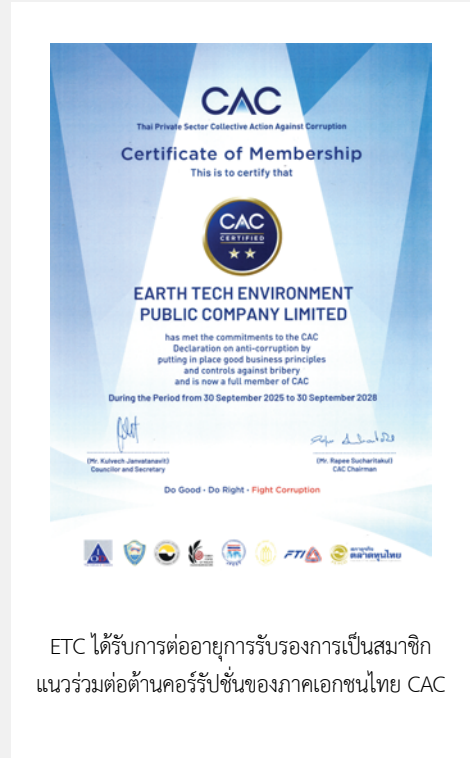 CAC
Thai Private Sector Collective Action Against Corruption
Certificate of Membership
This is to certify that
CAC
CERTIFIED
EARTH TECH ENVIRONMENT
PUBLIC COMPANY LIMITED
has met the commitments to the CAC
Declaration on anti-corruption by
putting in place good business principles
and controls against bribery
and is now a full member of CAC
During the Period from 30 September 2025 to 30 September 2028
(Mr. Kulvech Janvatanavit)
Councilor and Secretary
(Mr. Rapee Sucharitakul)
CAC Chairman
Do Good - Do Right - Fight Corruption
FTI
ตลาดทุนไทย
ETC ได้รับการต่ออายุการรับรองการเป็นสมาชิก
แนวร่วมต่อต้านคอร์รัปชั่นของภาคเอกชนไทย CAC